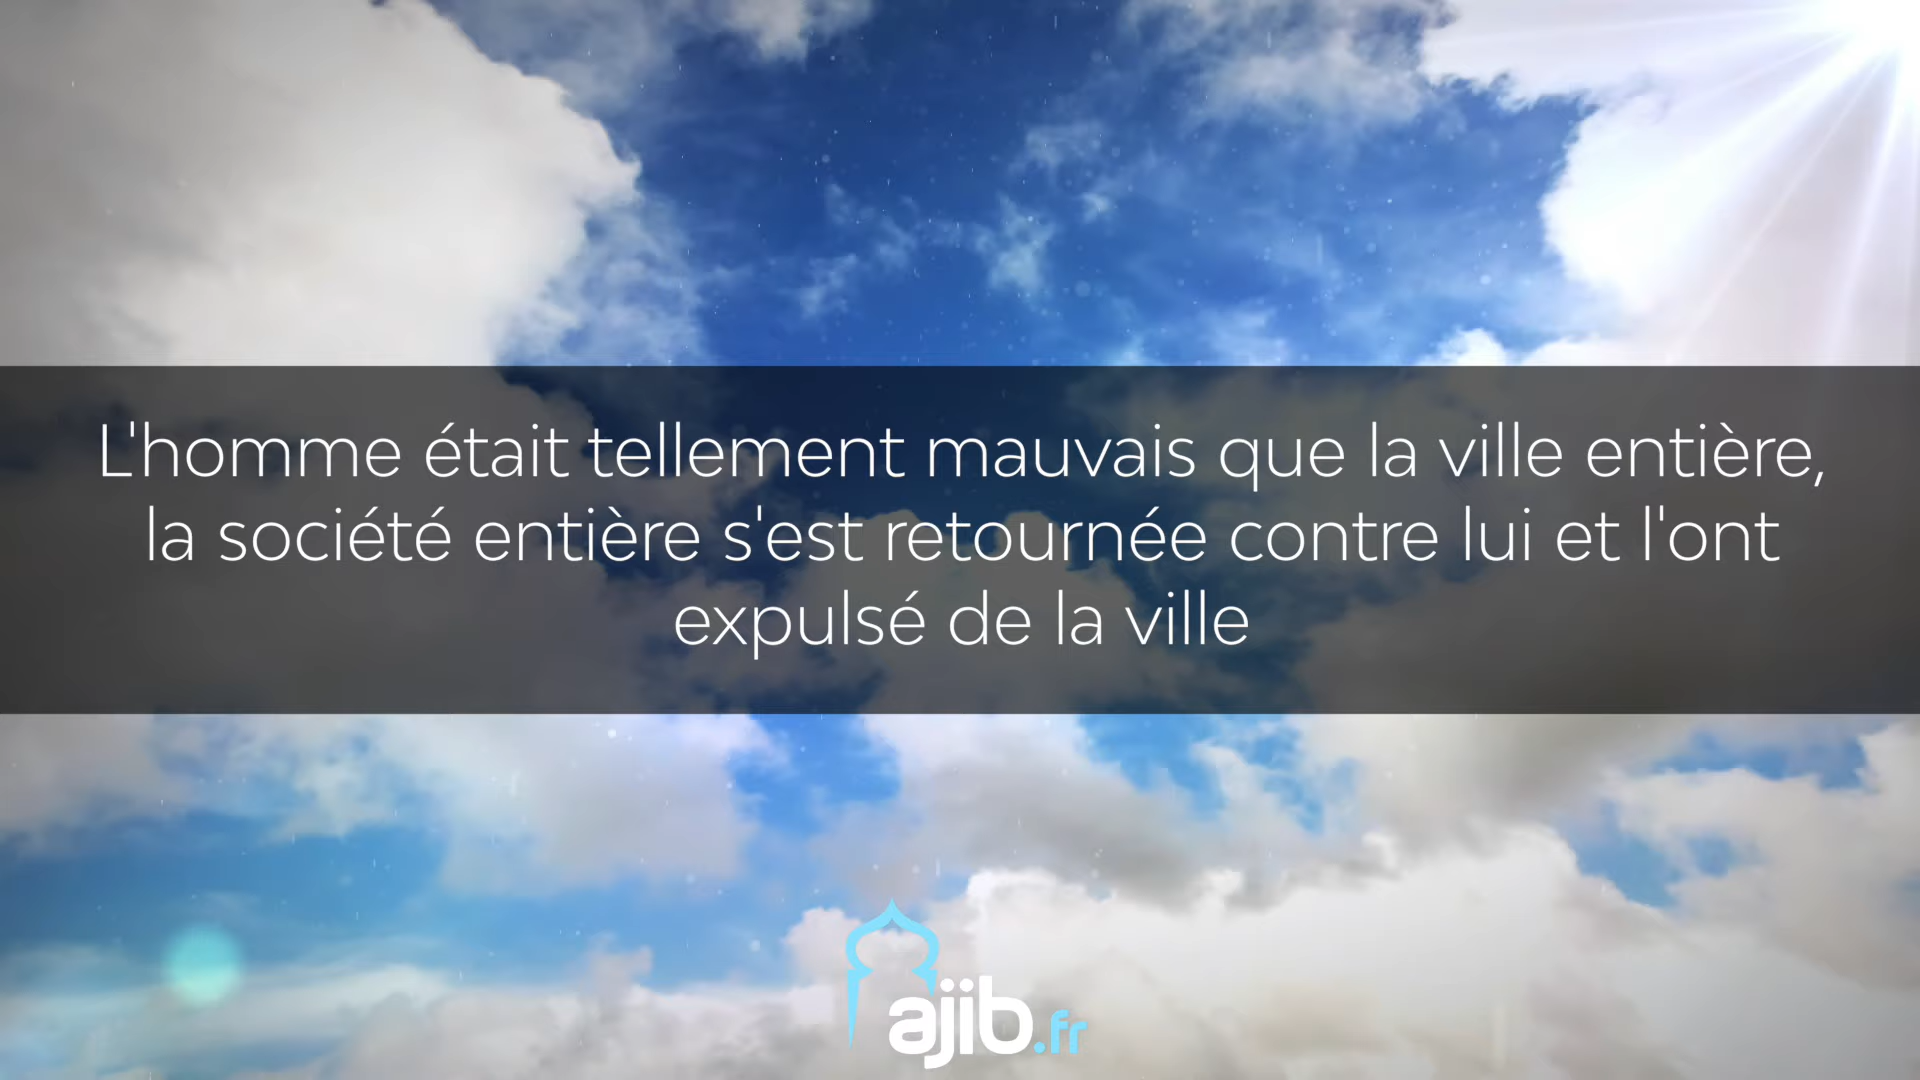 L'homme était tellement mauvais que la ville entière,
la société entière s'est retournée contre lui et l'ont
expulsé de la ville
ajib.fr